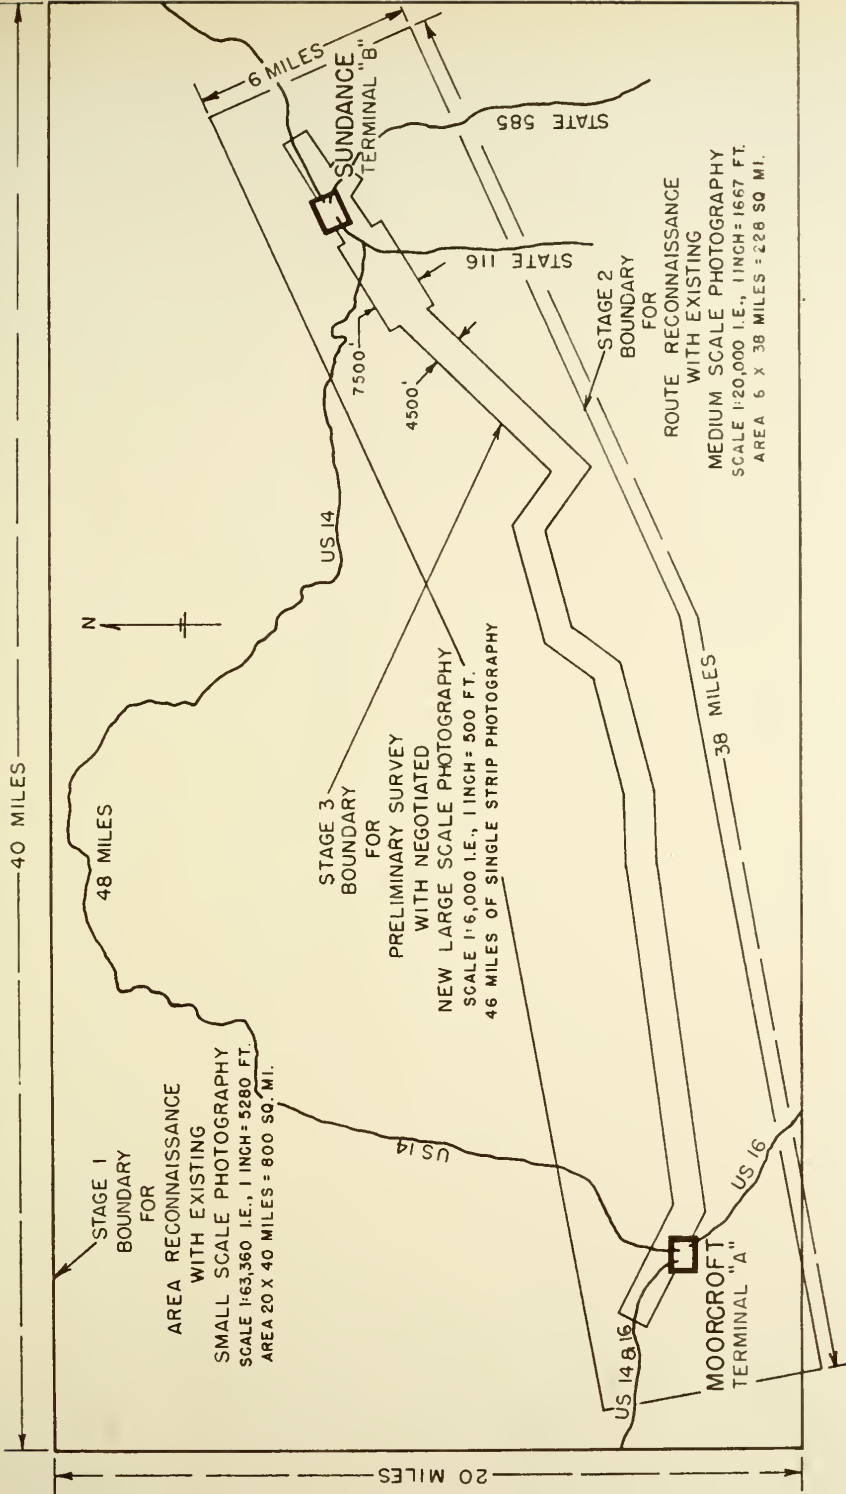 40 MILES
20 MILES
STAGE 1
BOUNDARY
FOR
AREA RECONNAISSANCE
WITH EXISTING
SMALL SCALE PHOTOGRAPHY
SCALE 1:63,360 I.E., 1 INCH = 5280 FT.
AREA 20 X 40 MILES = 800 SQ. MI.
48 MILES
N
US 14
US 14
6 MILES
SUNDANCE
TERMINAL "B"
STATE 585
STATE 116
7500'
4500'
STAGE 3
BOUNDARY
FOR
PRELIMINARY SURVEY
WITH NEGOTIATED
NEW LARGE SCALE PHOTOGRAPHY
SCALE 1:6,000 I.E., 1 INCH = 500 FT.
46 MILES OF SINGLE STRIP PHOTOGRAPHY
STAGE 2
BOUNDARY
FOR
ROUTE RECONNAISSANCE
WITH EXISTING
MEDIUM SCALE PHOTOGRAPHY
SCALE 1:20,000 I.E., 1 INCH = 1667 FT.
AREA 6 X 38 MILES = 228 SQ MI.
38 MILES
US 16
US 14 & 16
MOORCROFT
TERMINAL "A"